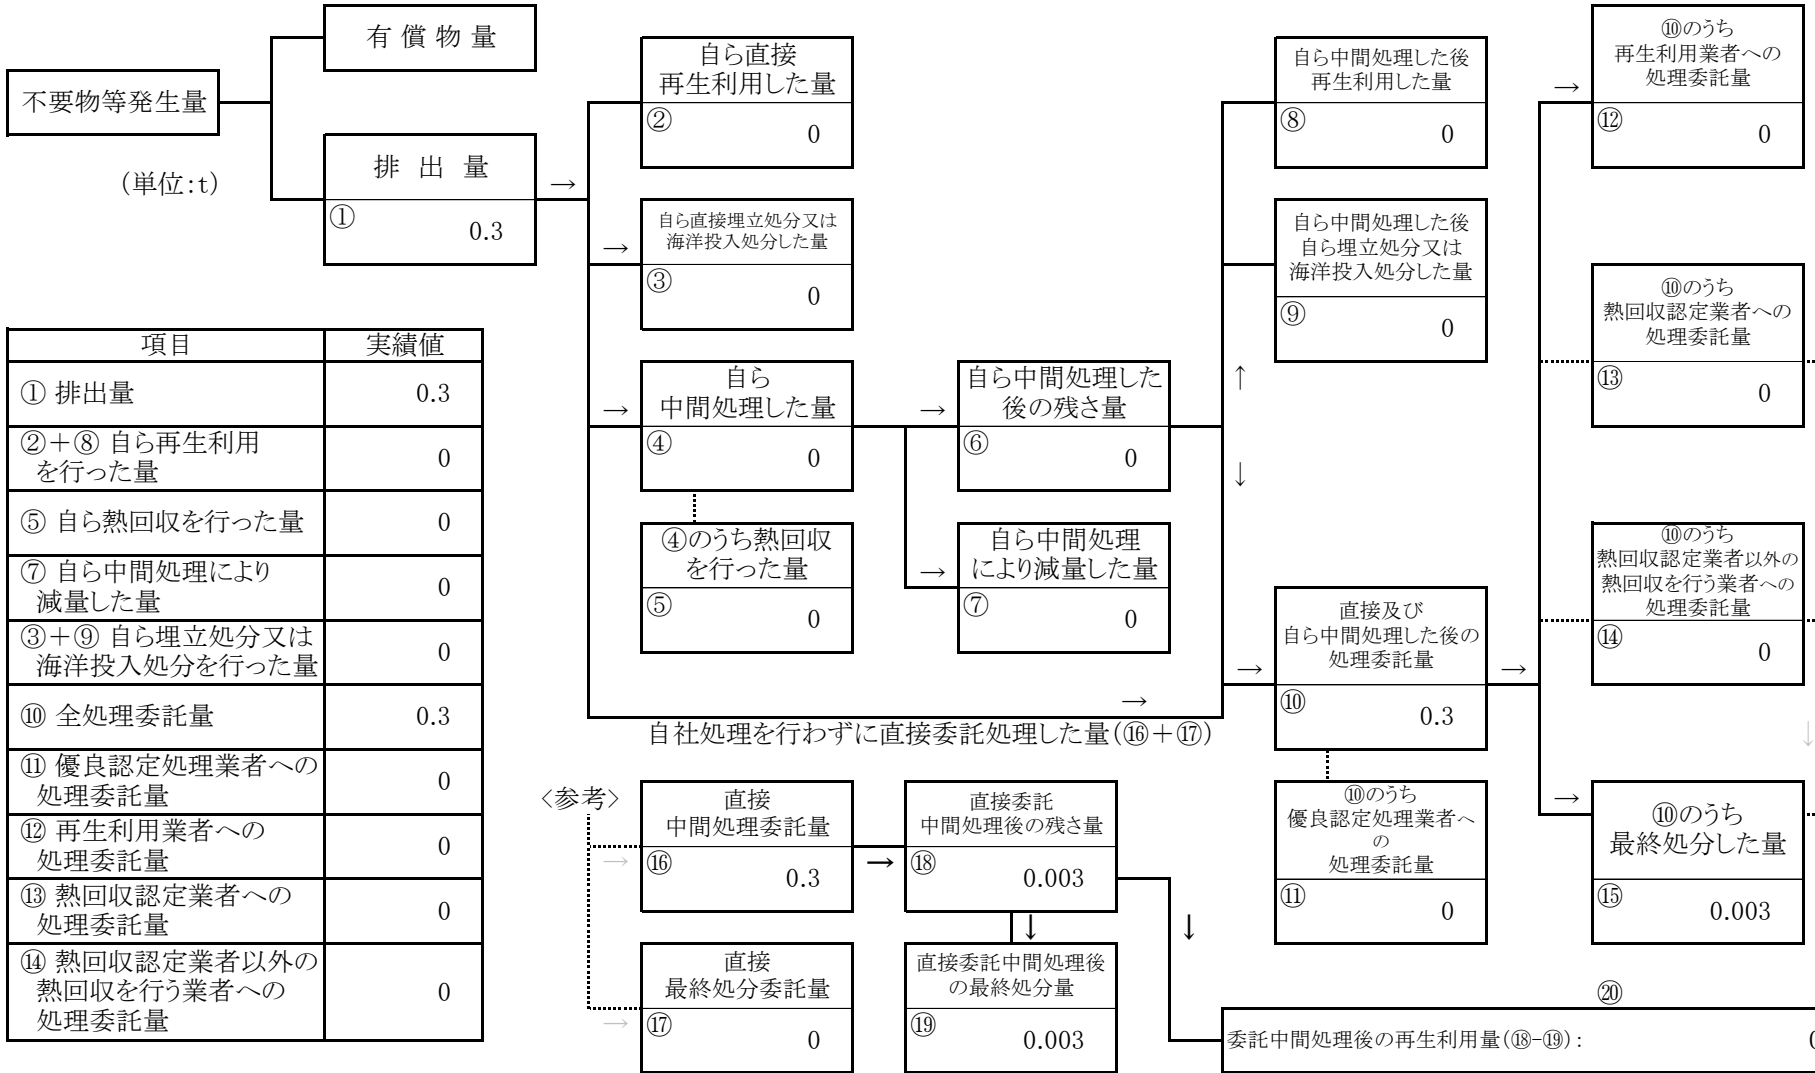 有 償 物 量
不要物等発生量
排 出 量
①
0.3
(単位:t)
→
自ら直接
再生利用した量
②
0
→
自ら直接埋立処分又は
海洋投入処分した量
③
0
→
自ら
中間処理した量
④
0
④のうち熱回収
を行った量
⑤
0
→
自ら中間処理した
後の残さ量
⑥
0
→
自ら中間処理
により減量した量
⑦
0
↑
↓
自ら中間処理した後
再生利用した量
⑧
0
自ら中間処理した後
自ら埋立処分又は
海洋投入処分した量
⑨
0
→
直接及び
自ら中間処理した後の
処理委託量
⑩
0.3
→
→
自社処理を行わずに直接委託処理した量(⑯+⑰)
⑩のうち
優良認定処理業者へ
の
処理委託量
⑪
0
→
⑩のうち
再生利用業者への
処理委託量
⑫
0
⑩のうち
熱回収認定業者への
処理委託量
⑬
0
⑩のうち
熱回収認定業者以外の
熱回収を行う業者への
処理委託量
⑭
0
↓
→
⑩のうち
最終処分した量
⑮
0.003
項目 実績値
① 排出量 0.3
②+⑧ 自ら再生利用
を行った量 0
⑤ 自ら熱回収を行った量 0
⑦ 自ら中間処理により
減量した量 0
③+⑨ 自ら埋立処分又は
海洋投入処分を行った量 0
⑩ 全処理委託量 0.3
⑪ 優良認定処理業者への
処理委託量 0
⑫ 再生利用業者への
処理委託量 0
⑬ 熱回収認定業者への
処理委託量 0
⑭ 熱回収認定業者以外の
熱回収を行う業者への
処理委託量 0
〈参考〉
→
直接
中間処理委託量
⑯
0.3
→
直接委託
中間処理後の残さ量
⑱
0.003
↓
↓
→
直接
最終処分委託量
⑰
0
直接委託中間処理後
の最終処分量
⑲
0.003
⑳
委託中間処理後の再生利用量(⑱-⑲):